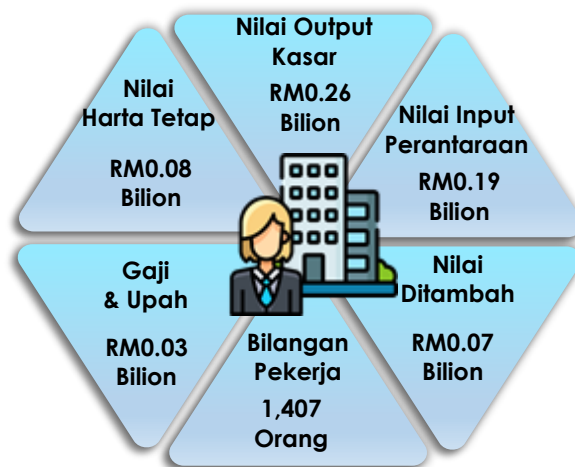 Nilai Output
Kasar
RM0.26
Bilion
Nilai
Harta Tetap
RM0.08
Bilion
Nilai Input
Perantaraan
RM0.19
Bilion
Gaji
& Upah
RM0.03
Bilion
Bilangan
Pekerja
1,407
Orang
Nilai
Ditambah
RM0.07
Bilion